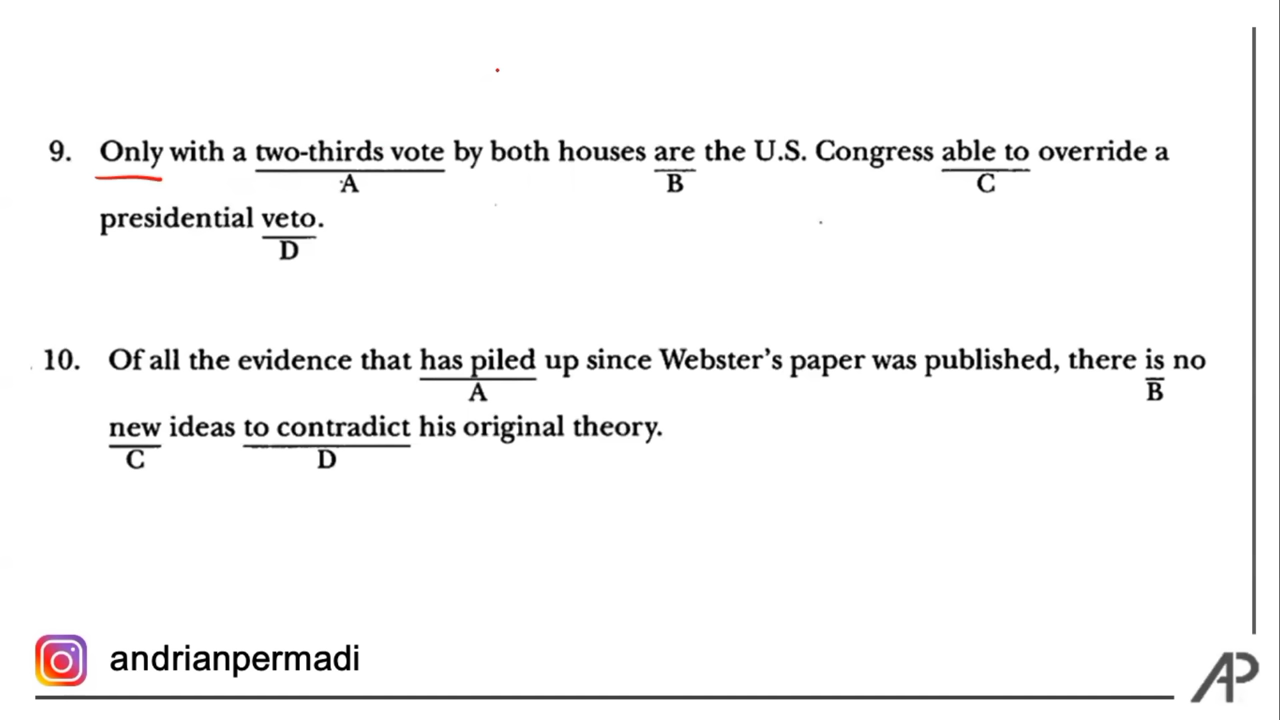 9. Only with a two-thirds vote by both houses are the U.S. Congress able to override a
A B C
presidential veto.
D
10. Of all the evidence that has piled up since Webster's paper was published, there is no
A B
new ideas to contradict his original theory.
C D
andrianpermadi
AP